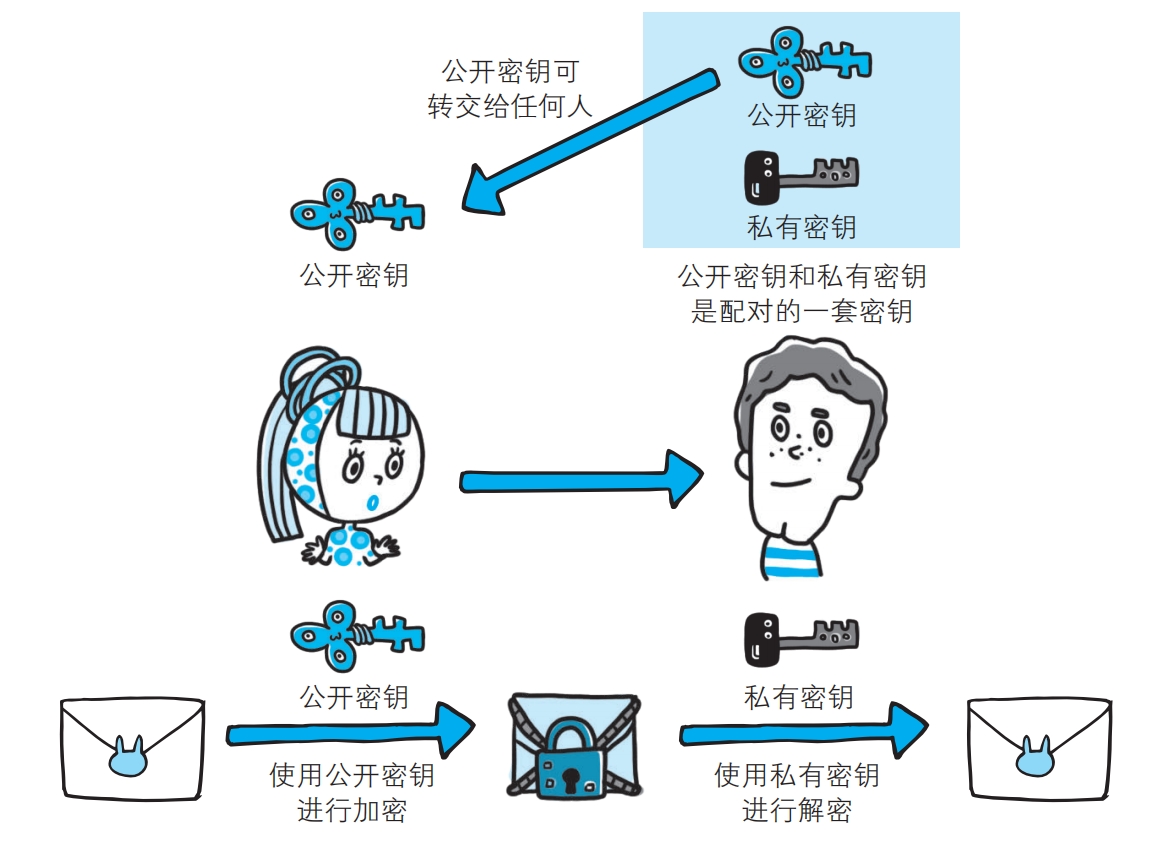 公开密钥可
转交给任何人
公开密钥
私有密钥
公开密钥
公开密钥和私有密钥
是配对的一套密钥
公开密钥
私有密钥
使用公开密钥
进行加密
使用私有密钥
进行解密